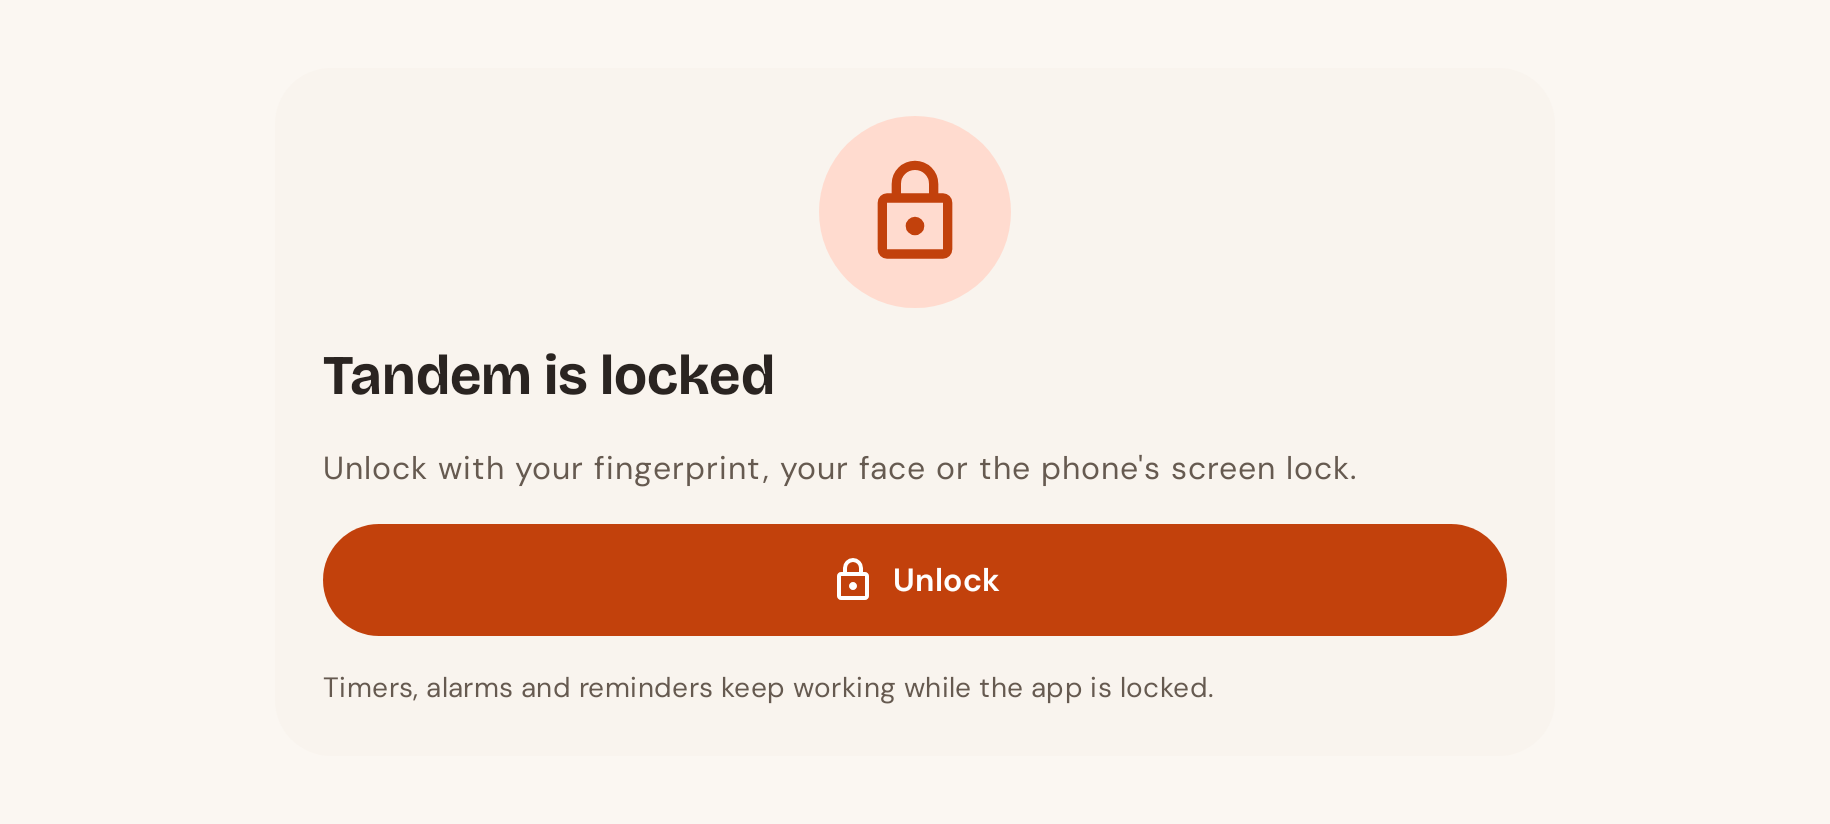 Tandem is locked
Unlock with your fingerprint, your face or the phone's screen lock.
Unlock
Timers, alarms and reminders keep working while the app is locked.